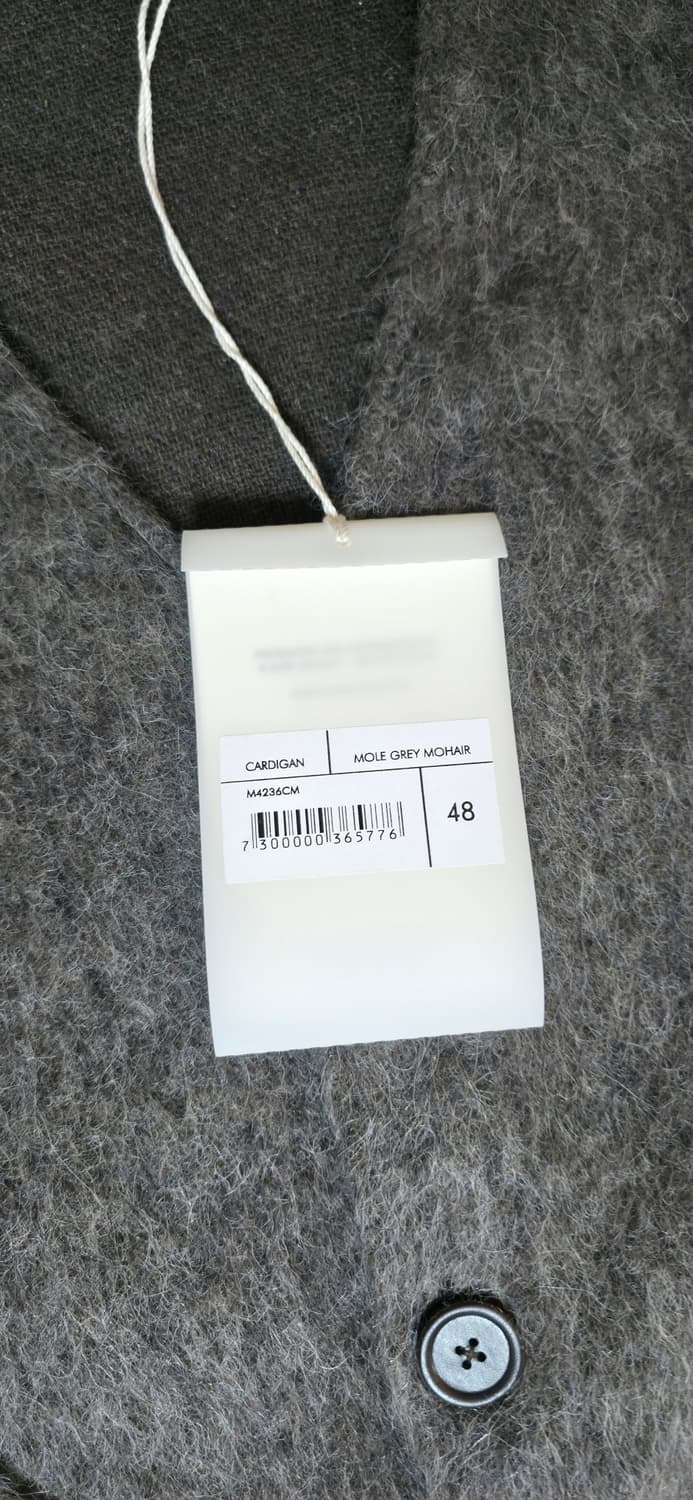 CARDIGAN
MOLE GREY MOHAIR
M4236CM
48
7 300000 365776